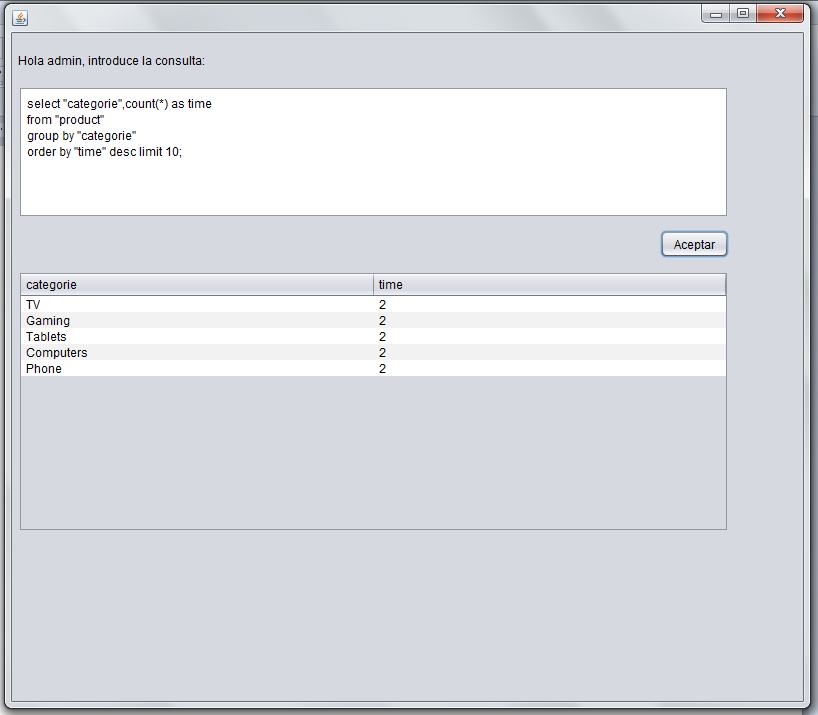 Hola admin, introduce la consulta:
select "categorie",count(*) as time
from "product"
group by "categorie"
order by "time" desc limit 10;
Aceptar
categorie time
TV 2
Gaming 2
Tablets 2
Computers 2
Phone 2